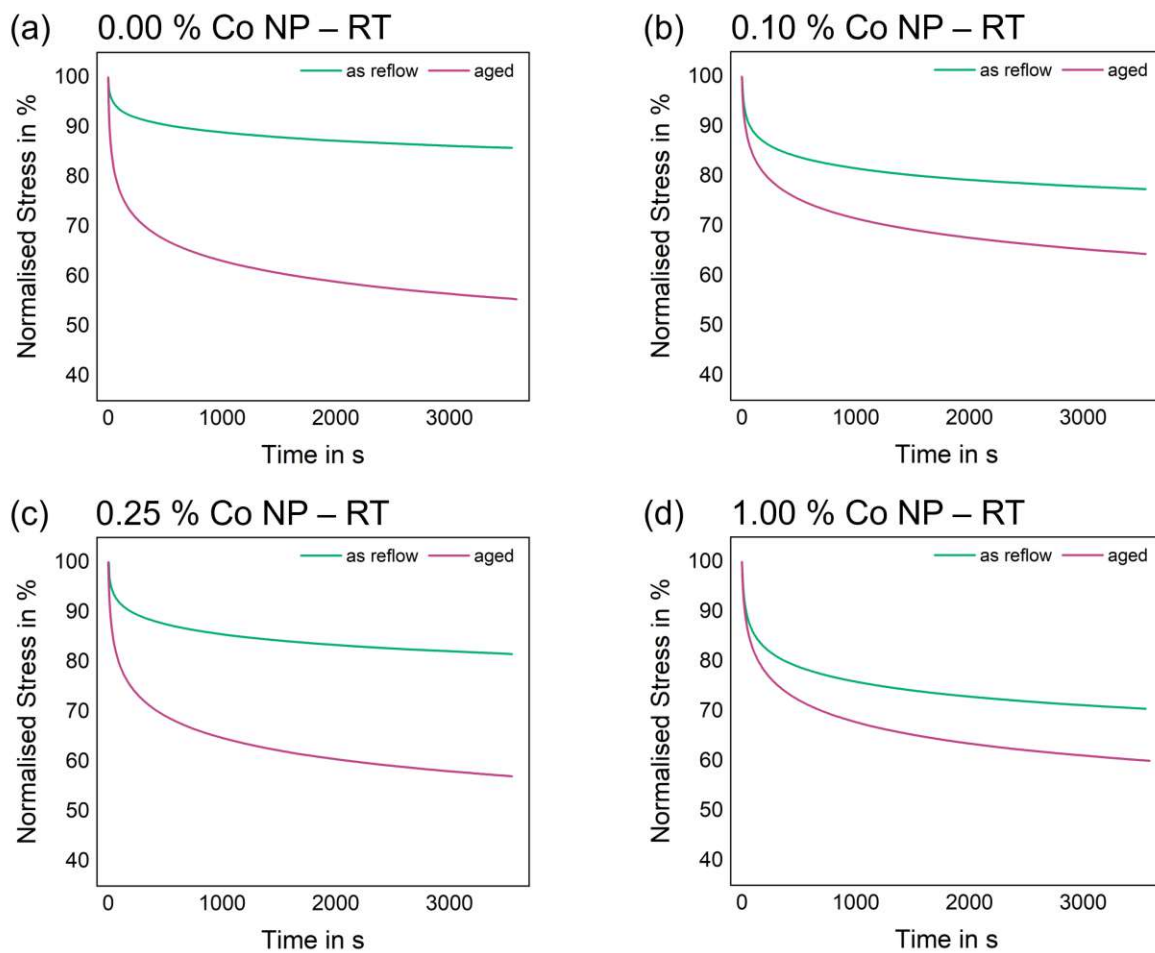 (a) 0.00 % Co NP – RT
as reflow aged
Normalised Stress in %
100
90
80
70
60
50
40
0 1000 2000 3000
Time in s
(b) 0.10 % Co NP – RT
as reflow aged
Normalised Stress in %
100
90
80
70
60
50
40
0 1000 2000 3000
Time in s
(c) 0.25 % Co NP – RT
as reflow aged
Normalised Stress in %
100
90
80
70
60
50
40
0 1000 2000 3000
Time in s
(d) 1.00 % Co NP – RT
as reflow aged
Normalised Stress in %
100
90
80
70
60
50
40
0 1000 2000 3000
Time in s